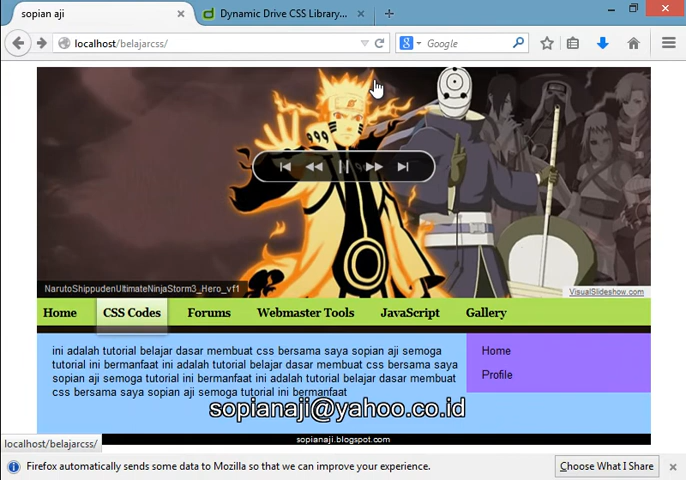 sopian aji
Dynamic Drive CSS Library...
localhost/belajarcss/
Google
NarutoShippudenUltimateNinjaStorm3_Hero_vf1
VisualSlideshow.com
Home
CSS Codes
Forums
Webmaster Tools
JavaScript
Gallery
ini adalah tutorial belajar dasar membuat css bersama saya sopian aji semoga
tutorial ini bermanfaat ini adalah tutorial belajar dasar membuat css bersama saya
sopian aji semoga tutorial ini bermanfaat ini adalah tutorial belajar dasar membuat
css bersama saya sopian aji semoga tutorial ini bermanfaat
Home
Profile
sopianaji@yahoo.co.id
sopianaji.blogspot.com
localhost/belajarcss/
Firefox automatically sends some data to Mozilla so that we can improve your experience.
Choose What I Share